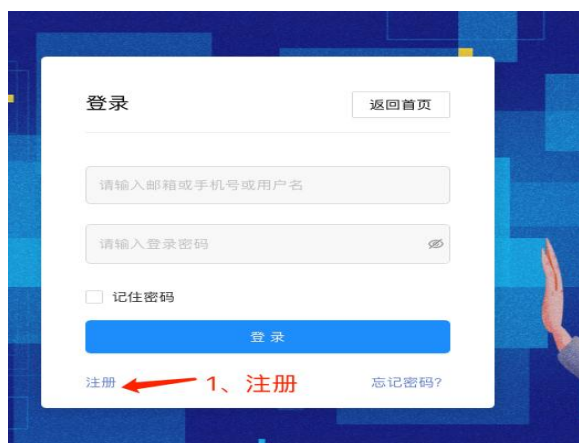 登录
返回首页
请输入邮箱或手机号或用户名
请输入登录密码
记住密码
登 录
注册
1、注册
忘记密码?